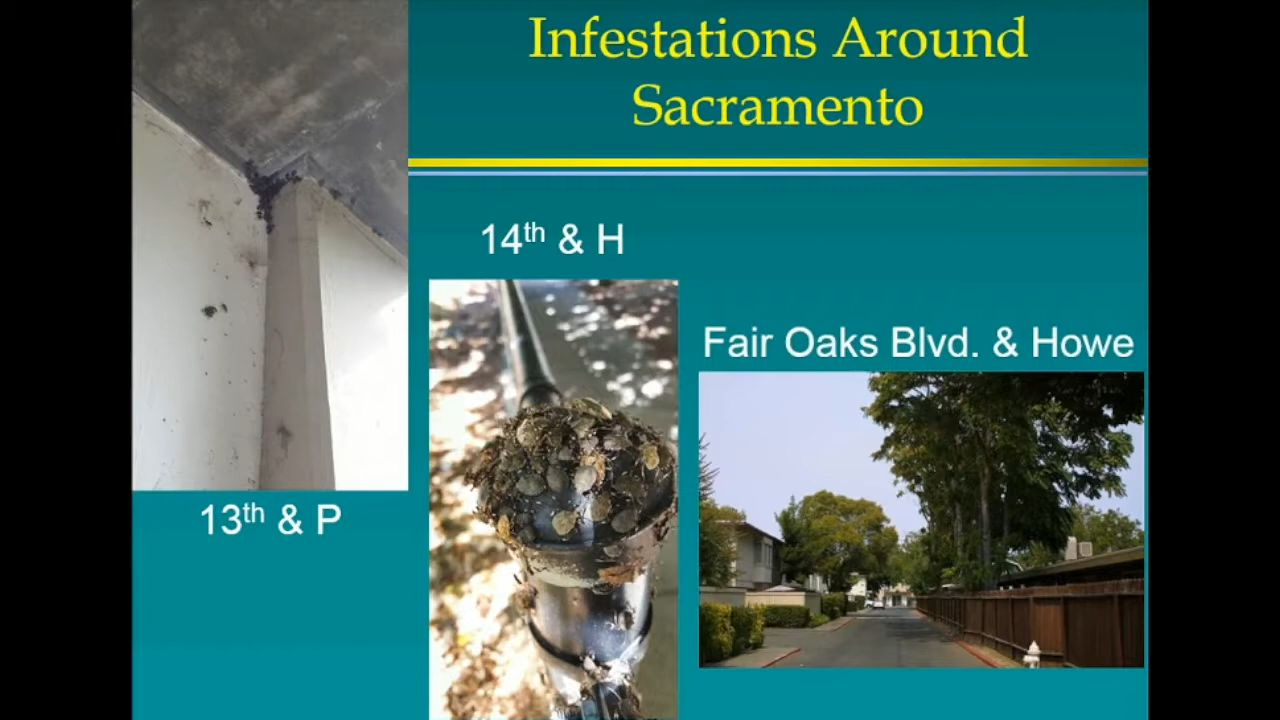 Infestations Around
Sacramento
14th & H
Fair Oaks Blvd. & Howe
13th & P